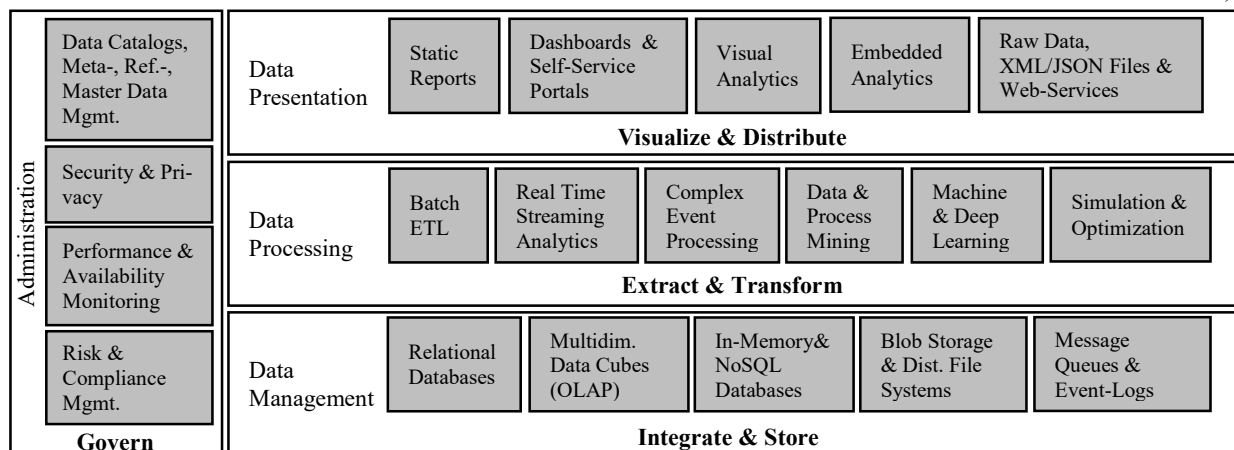 Administration
Data Catalogs,
Meta-, Ref.-,
Master Data
Mgmt.
Security & Pri-
vacy
Performance &
Availability
Monitoring
Risk &
Compliance
Mgmt.
Govern
Data
Presentation
Static
Reports
Dashboards &
Self-Service
Portals
Visual
Analytics
Embedded
Analytics
Raw Data,
XML/JSON Files &
Web-Services
Visualize & Distribute
Data
Processing
Batch
ETL
Real Time
Streaming
Analytics
Complex
Event
Processing
Data &
Process
Mining
Machine
& Deep
Learning
Simulation &
Optimization
Extract & Transform
Data
Management
Relational
Databases
Multidim.
Data Cubes
(OLAP)
In-Memory&
NoSQL
Databases
Blob Storage
& Dist. File
Systems
Message
Queues &
Event-Logs
Integrate & Store